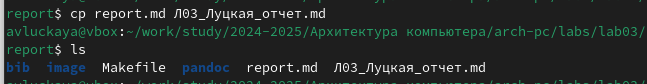 report$ cp report.md Л03_Луцкая_отчет.md
avluckaya@vbox:~/work/study/2024-2025/Архитектура компьютера/arch-pc/labs/lab03/
report$ ls
bib image Makefile pandoc report.md Л03_Луцкая_отчет.md